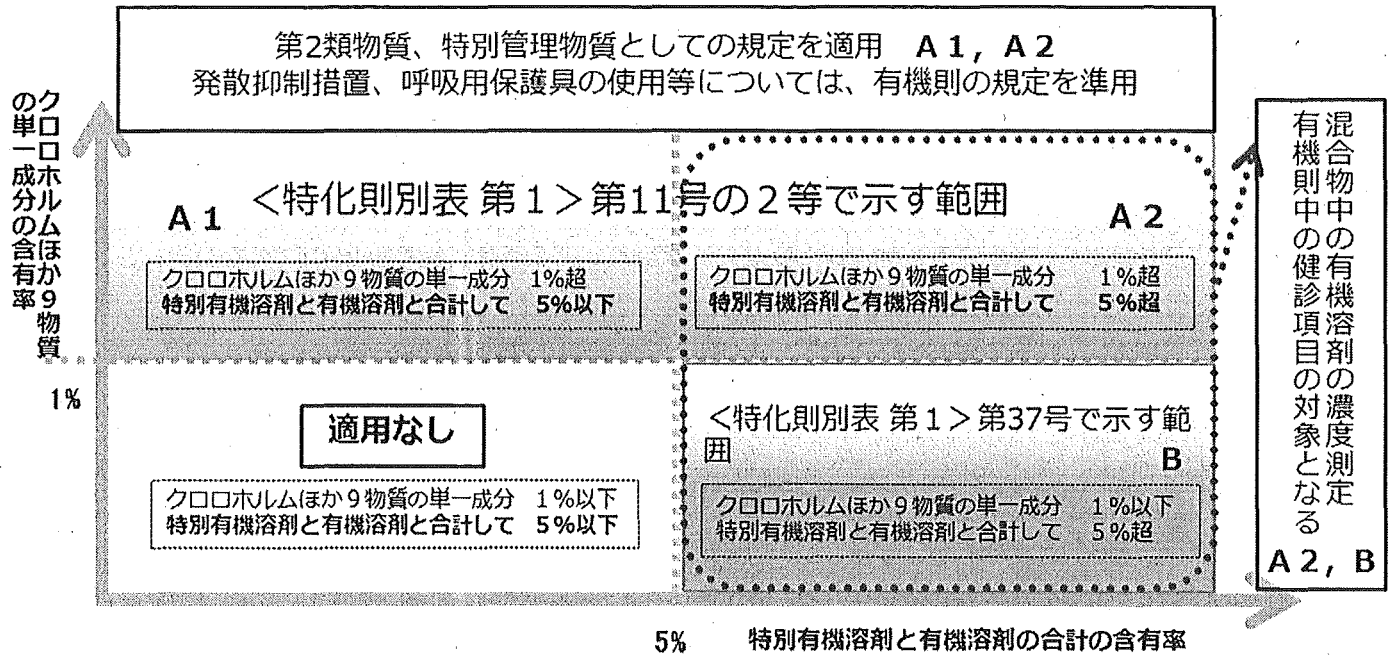 第2類物質、特別管理物質としての規定を適用 A1, A2
発散抑制措置、呼吸用保護具の使用等については、有機則の規定を準用
クロロホルムほか9物質
の単一成分の含有率
<特化則別表 第1>第11号の2等で示す範囲
A1
A2
クロロホルムほか9物質の単一成分 1%超
特別有機溶剤と有機溶剤と合計して 5%以下
クロロホルムほか9物質の単一成分 1%超
特別有機溶剤と有機溶剤と合計して 5%超
混合物中の有機溶剤の濃度測定
有機則中の健診項目の対象となる
A2, B
1%
適用なし
クロロホルムほか9物質の単一成分 1%以下
特別有機溶剤と有機溶剤と合計して 5%以下
<特化則別表 第1>第37号で示す範
囲
B
クロロホルムほか9物質の単一成分 1%以下
特別有機溶剤と有機溶剤と合計して 5%超
5%
特別有機溶剤と有機溶剤の合計の含有率